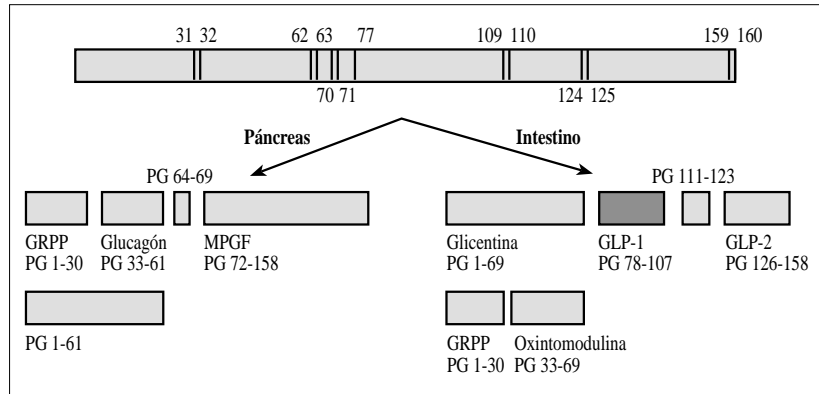 31 32 62 63 77 109 110 159 160
70 71 124 125
Páncreas Intestino
PG 64-69 PG 111-123
GRPP Glucagón MPGF Glicentina GLP-1 GLP-2
PG 1-30 PG 33-61 PG 72-158 PG 1-69 PG 78-107 PG 126-158
PG 1-61 GRPP Oxintomodulina
PG 1-30 PG 33-69